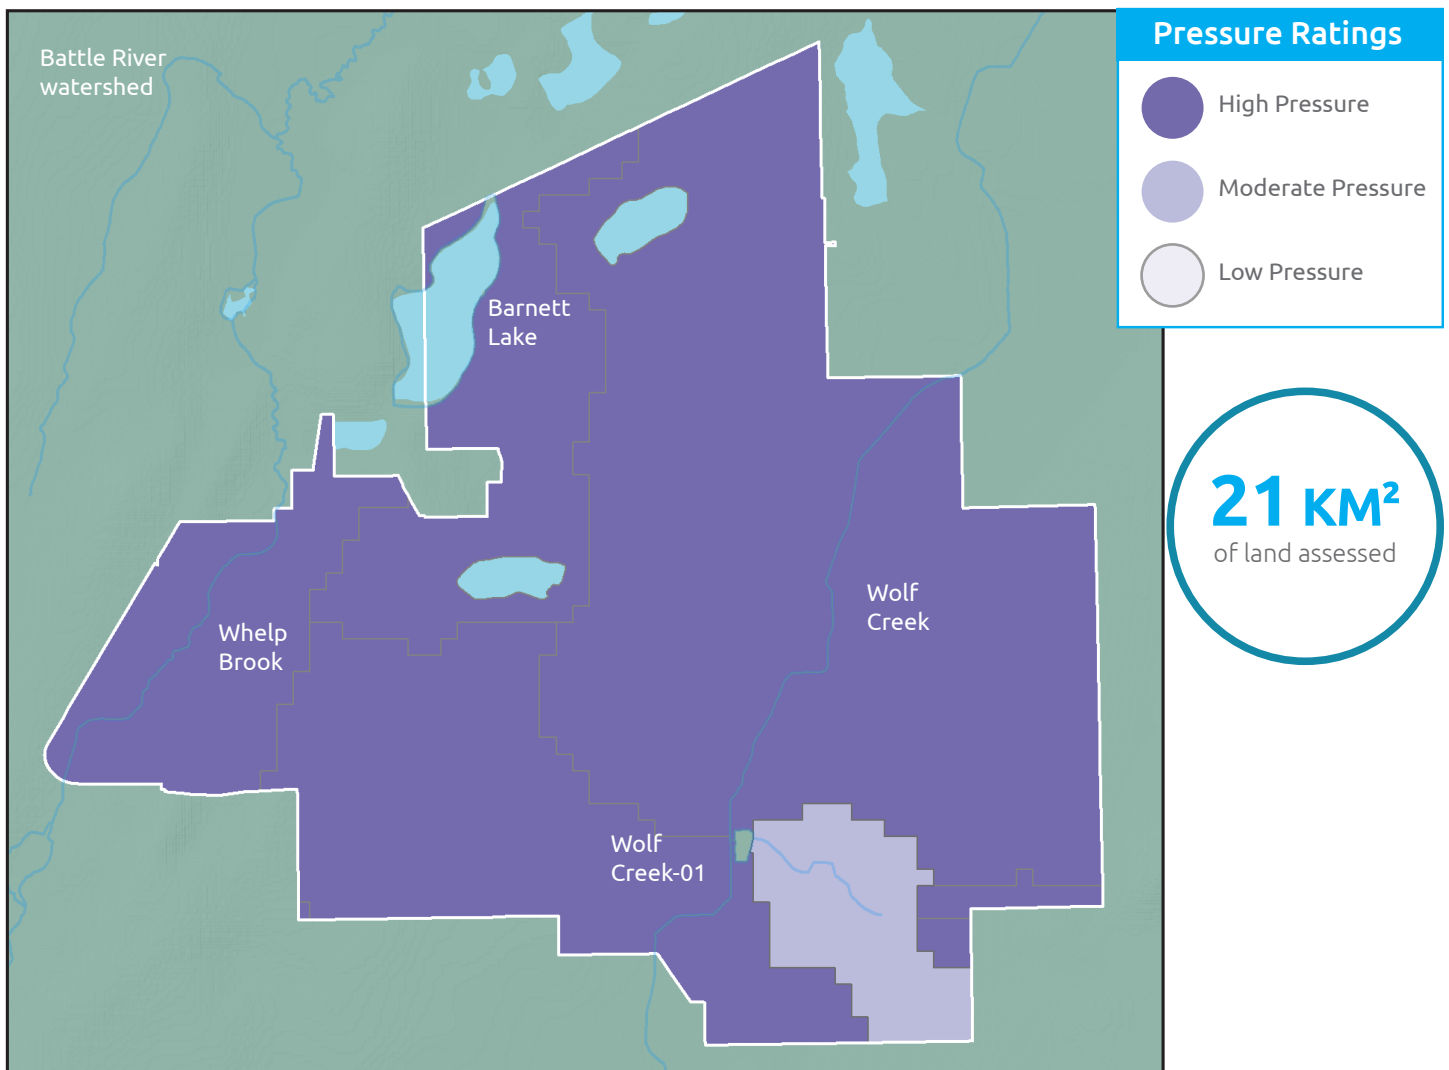 Battle River
watershed
Pressure Ratings
High Pressure
Moderate Pressure
Low Pressure
Barnett
Lake
21 KM²
of land assessed
Wolf
Creek
Whelp
Brook
Wolf
Creek-01